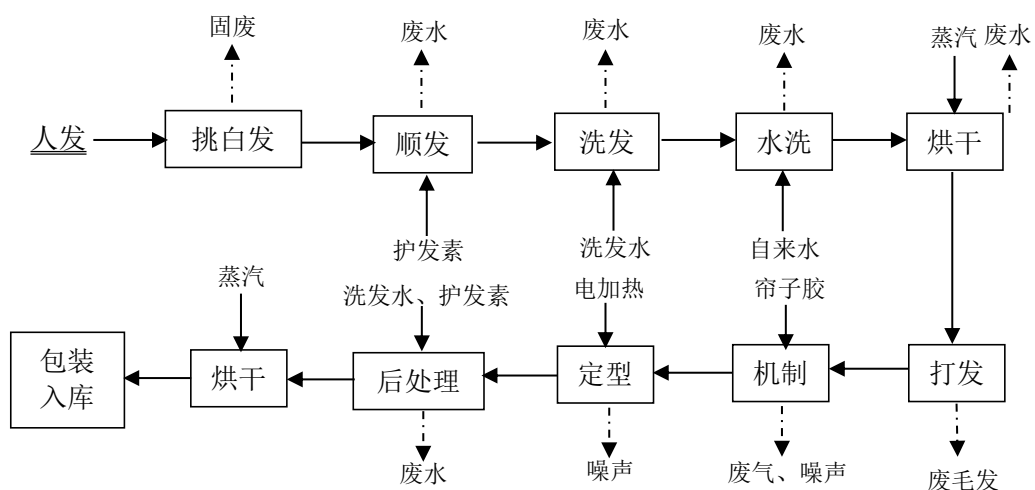 固废
废水
废水
废水
蒸汽
废水
人发
挑白发
顺发
洗发
水洗
烘干
护发素
洗发水
自来水
蒸汽
洗发水、护发素
电加热
帘子胶
包装
入库
烘干
后处理
定型
机制
打发
废水
噪声
废气、噪声
废毛发